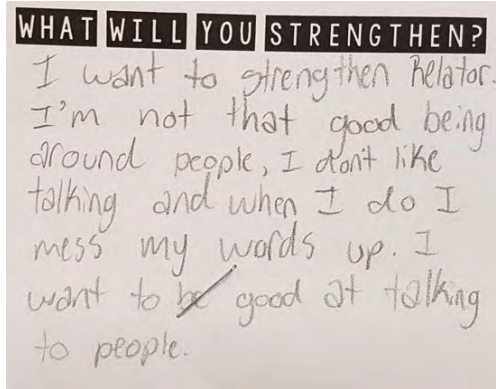 WHAT WILL YOU STRENGTHEN?
I want to strengthen Relator.
I'm not that good being
around people, I don't like
talking and when I do I
mess my words up. I
want to be good at talking
to people.